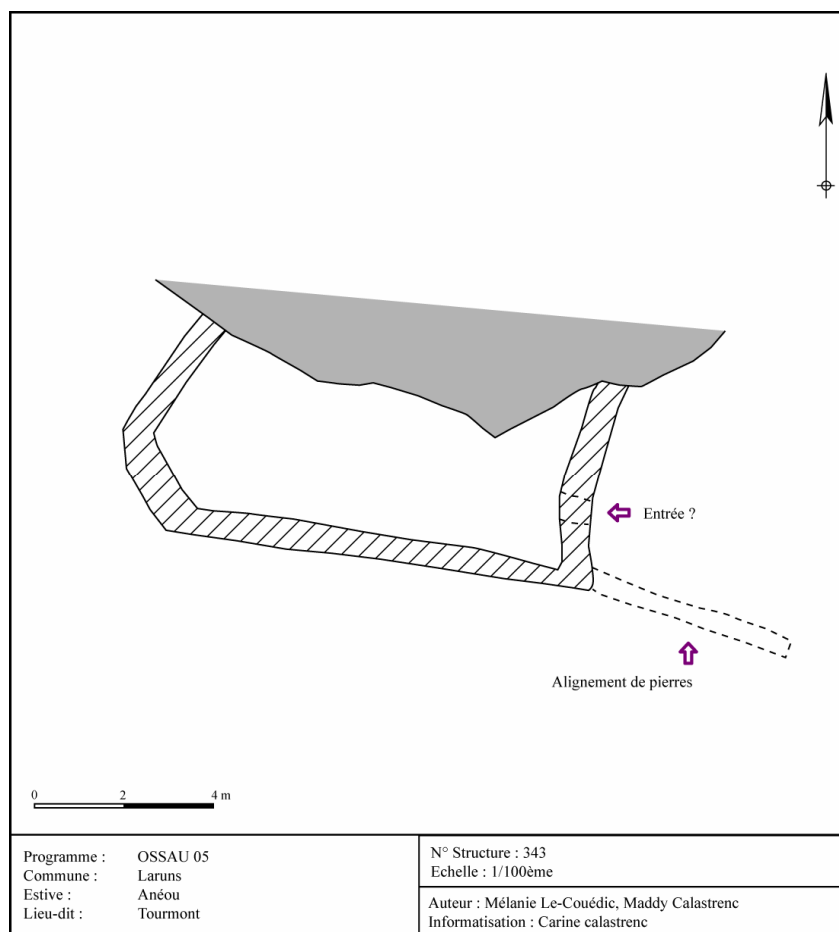 Entrée ?
Alignement de pierres
0 2 4 m
Programme : OSSAU 05
Commune : Laruns
Estive : Anéou
Lieu-dit : Tourmont
N° Structure : 343
Echelle : 1/100ème
Auteur : Mélanie Le-Couédic, Maddy Calastrenc
Informatisation : Carine calastrenc